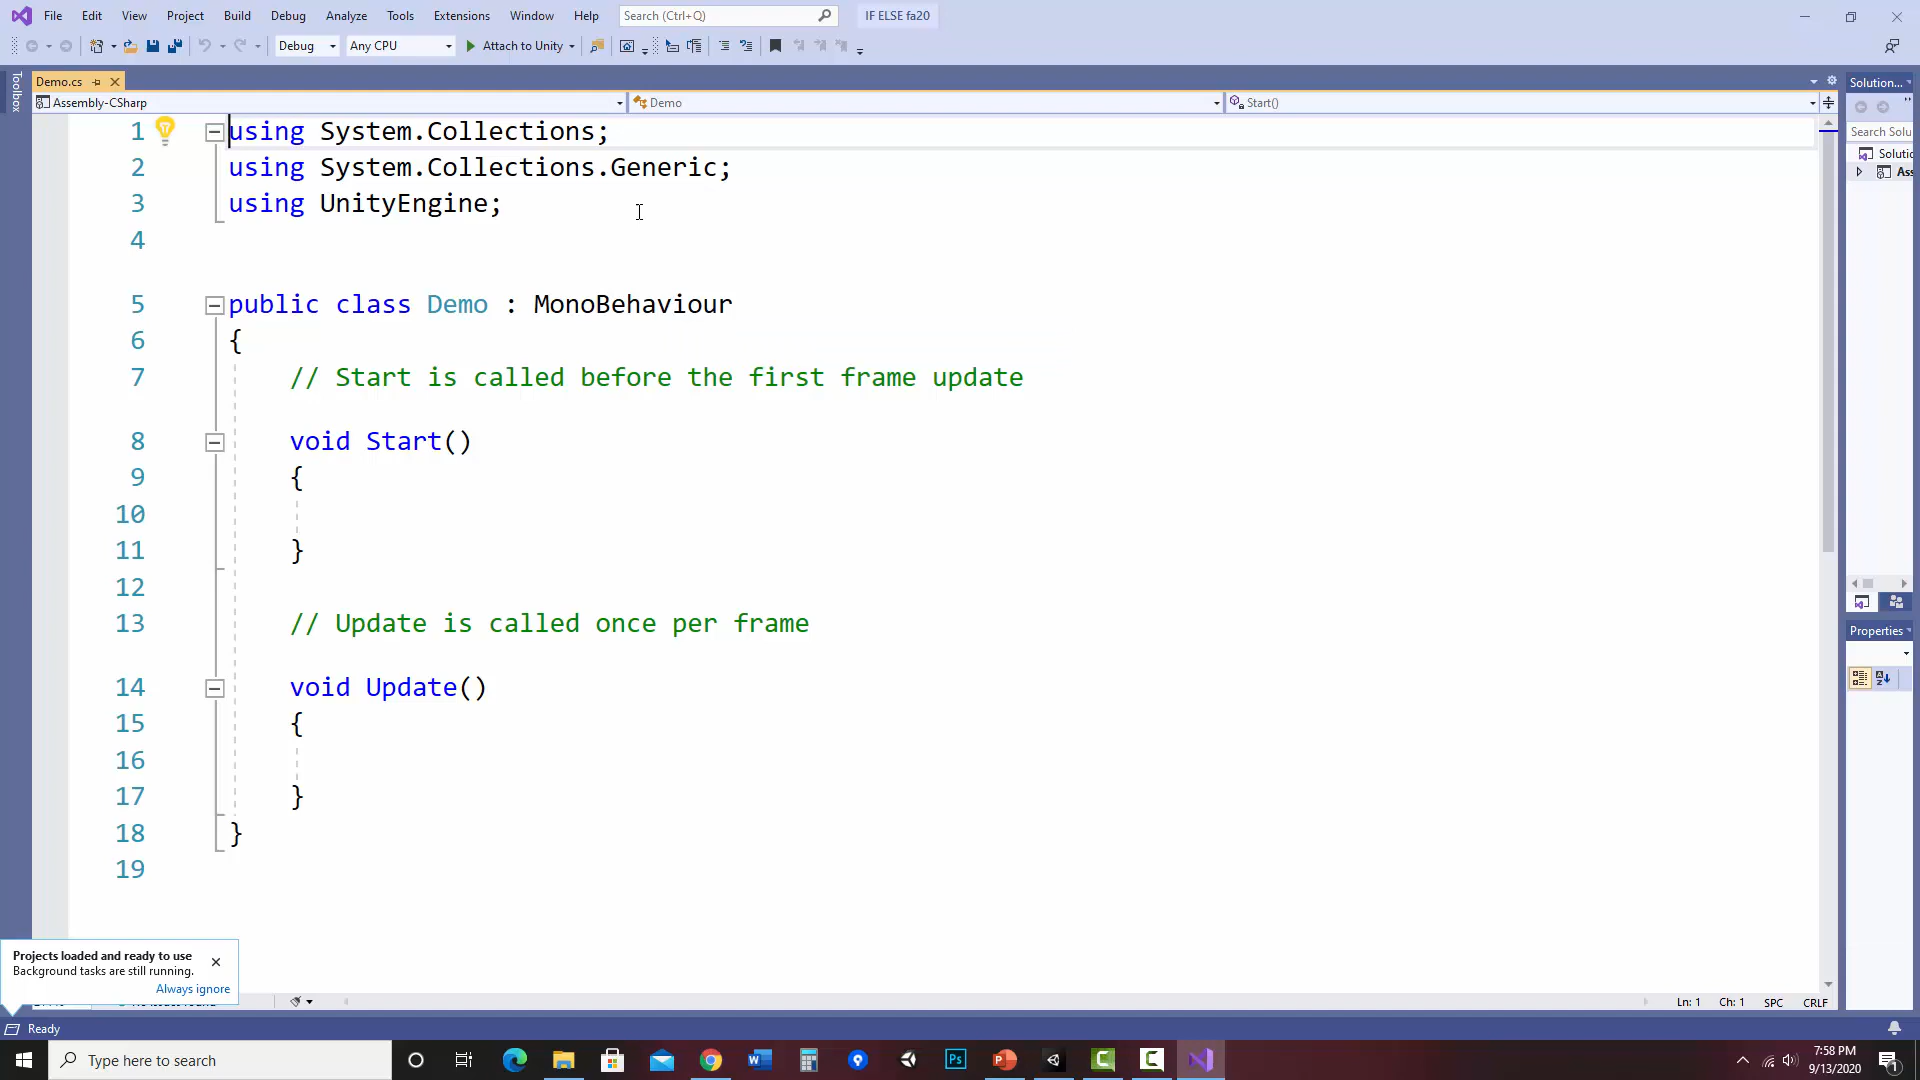 File Edit View Project Build Debug Analyze Tools Extensions Window Help Search (Ctrl+Q) IF ELSE fa20
Debug Any CPU Attach to Unity
Toolbox
Demo.cs
Solution...
Assembly-CSharp Demo Start()
Search Solu
Soluti
Ass
1 using System.Collections;
2 using System.Collections.Generic;
3 using UnityEngine;
4
5 public class Demo : MonoBehaviour
6 {
7 // Start is called before the first frame update
8 void Start()
9 {
10
11 }
12
13 // Update is called once per frame
14 void Update()
15 {
16
17 }
18 }
19
Properties
Projects loaded and ready to use
Background tasks are still running.
Always ignore
Ln: 1 Ch: 1 SPC CRLF
Ready
Type here to search
7:58 PM
9/13/2020